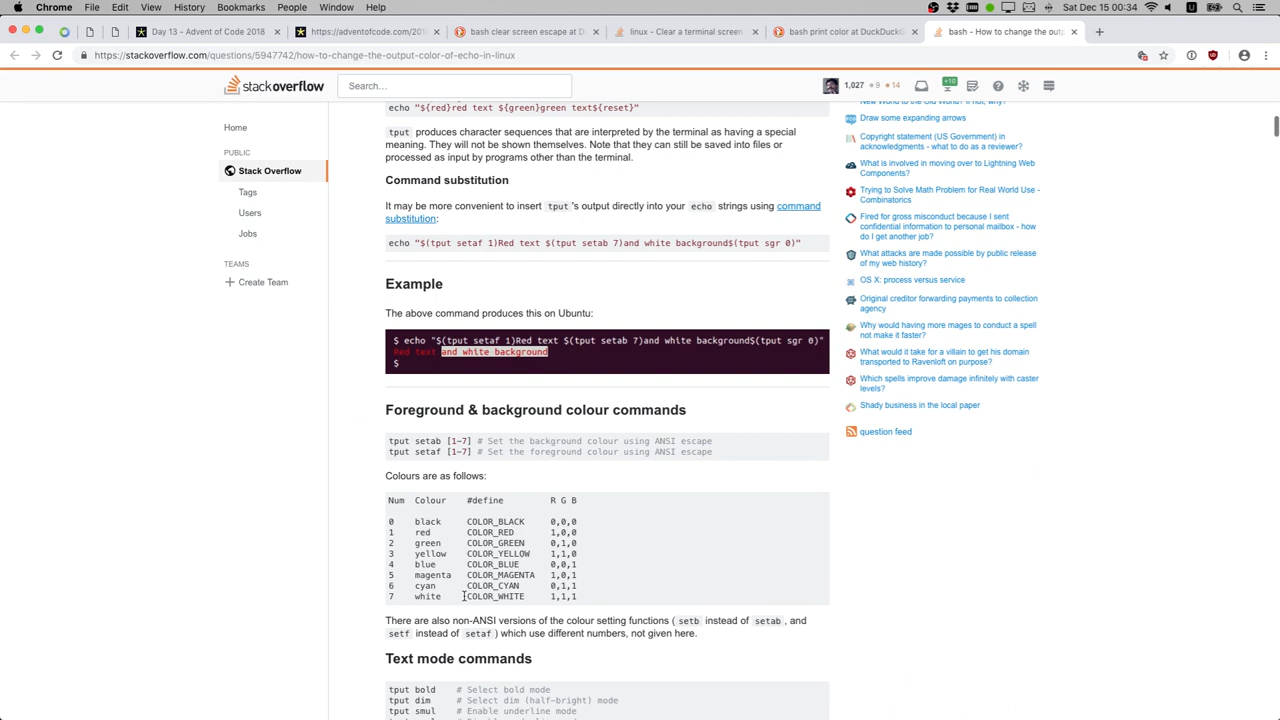 Chrome File Edit View History Bookmarks People Window Help
Sat Dec 15 00:34
Day 13 - Advent of Code 2018
https://adventofcode.com/2018
bash clear screen escape at D
linux - Clear a terminal screen
bash print color at DuckDuckG
bash - How to change the outp
https://stackoverflow.com/questions/5947742/how-to-change-the-output-color-of-echo-in-linux
stackoverflow
Search...
1,027 9 14
+10
Home
PUBLIC
Stack Overflow
Tags
Users
Jobs
TEAMS
Create Team
echo "${red}red text ${green}green text${reset}"
tput produces character sequences that are interpreted by the terminal as having a special
meaning. They will not be shown themselves. Note that they can still be saved into files or
processed as input by programs other than the terminal.
Command substitution
It may be more convenient to insert tput 's output directly into your echo strings using command
substitution:
echo "$(tput setaf 1)Red text $(tput setab 7)and white background$(tput sgr 0)"
Example
The above command produces this on Ubuntu:
$ echo "$(tput setaf 1)Red text $(tput setab 7)and white background$(tput sgr 0)"
Red text and white background
$
Foreground & background colour commands
tput setab [1-7] # Set the background colour using ANSI escape
tput setaf [1-7] # Set the foreground colour using ANSI escape
Colours are as follows:
Num Colour #define R G B
0 black COLOR_BLACK 0,0,0
1 red COLOR_RED 1,0,0
2 green COLOR_GREEN 0,1,0
3 yellow COLOR_YELLOW 1,1,0
4 blue COLOR_BLUE 0,0,1
5 magenta COLOR_MAGENTA 1,0,1
6 cyan COLOR_CYAN 0,1,1
7 white COLOR_WHITE 1,1,1
There are also non-ANSI versions of the colour setting functions ( setb instead of setab , and
setf instead of setaf ) which use different numbers, not given here.
Text mode commands
tput bold # Select bold mode
tput dim # Select dim (half-bright) mode
tput smul # Enable underline mode
New World to the Old World? If not, why?
Draw some expanding arrows
Copyright statement (US Government) in
acknowledgments - what to do as a reviewer?
What is involved in moving over to Lightning Web
Components?
Trying to Solve Math Problem for Real World Use -
Combinatorics
Fired for gross misconduct because I sent
confidential information to personal mailbox - how
do I get another job?
What attacks are made possible by public release
of my web history?
OS X: process versus service
Original creditor forwarding payments to collection
agency
Why would having more mages to conduct a spell
not make it faster?
What would it take for a villain to get his domain
transported to Ravenloft on purpose?
Which spells improve damage infinitely with caster
levels?
Shady business in the local paper
question feed